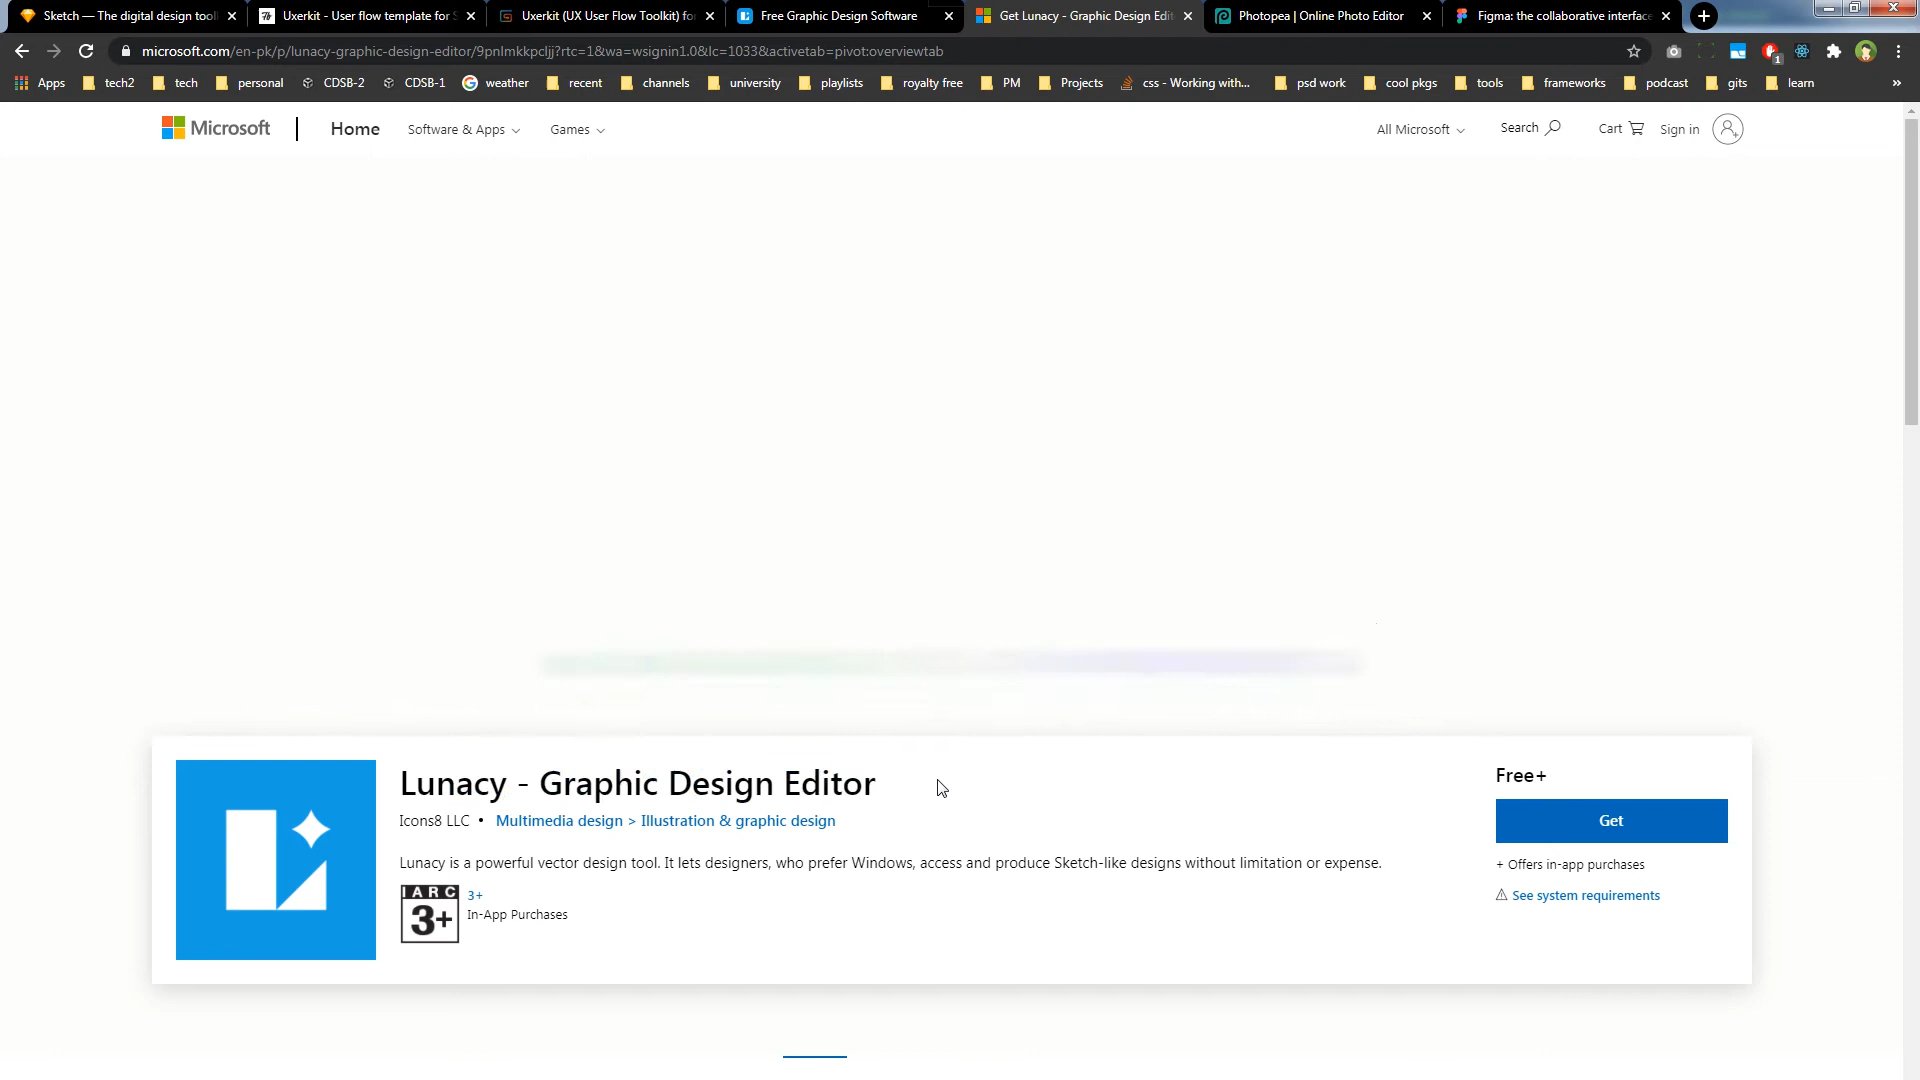 Sketch — The digital design tooll
Uxerkit - User flow template for S
Uxerkit (UX User Flow Toolkit) fo
Free Graphic Design Software
Get Lunacy - Graphic Design Edit
Photopea | Online Photo Editor
Figma: the collaborative interface
microsoft.com/en-pk/p/lunacy-graphic-design-editor/9pnlmkkpcljj?rtc=1&wa=wsignin1.0&lc=1033&activetab=pivot:overviewtab
1
Apps tech2 tech personal CDSB-2 CDSB-1 weather recent channels university playlists royalty free PM Projects css - Working with... psd work cool pkgs tools frameworks podcast gits learn »
Microsoft Home Software & Apps Games All Microsoft Search Cart Sign in
Lunacy - Graphic Design Editor
Icons8 LLC • Multimedia design > Illustration & graphic design
Lunacy is a powerful vector design tool. It lets designers, who prefer Windows, access and produce Sketch-like designs without limitation or expense.
IARC
3+
3+
In-App Purchases
Free+
Get
+ Offers in-app purchases
See system requirements